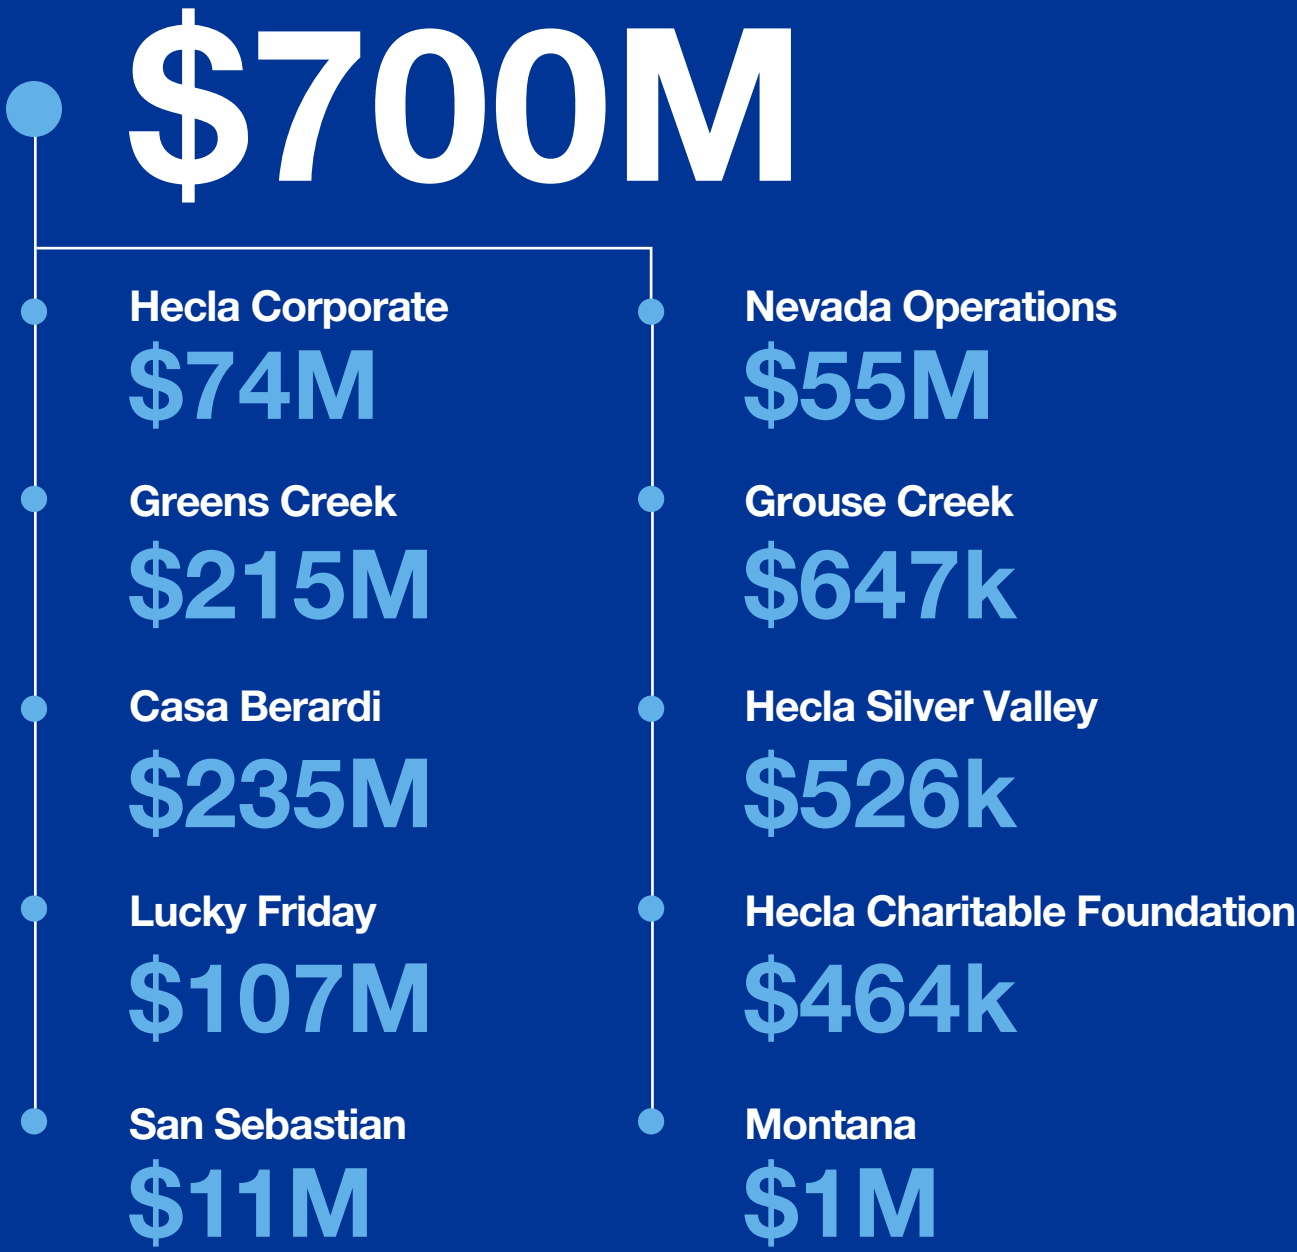 $700M
Hecla Corporate
$74M
Greens Creek
$215M
Casa Berardi
$235M
Lucky Friday
$107M
San Sebastian
$11M
Nevada Operations
$55M
Grouse Creek
$647k
Hecla Silver Valley
$526k
Hecla Charitable Foundation
$464k
Montana
$1M